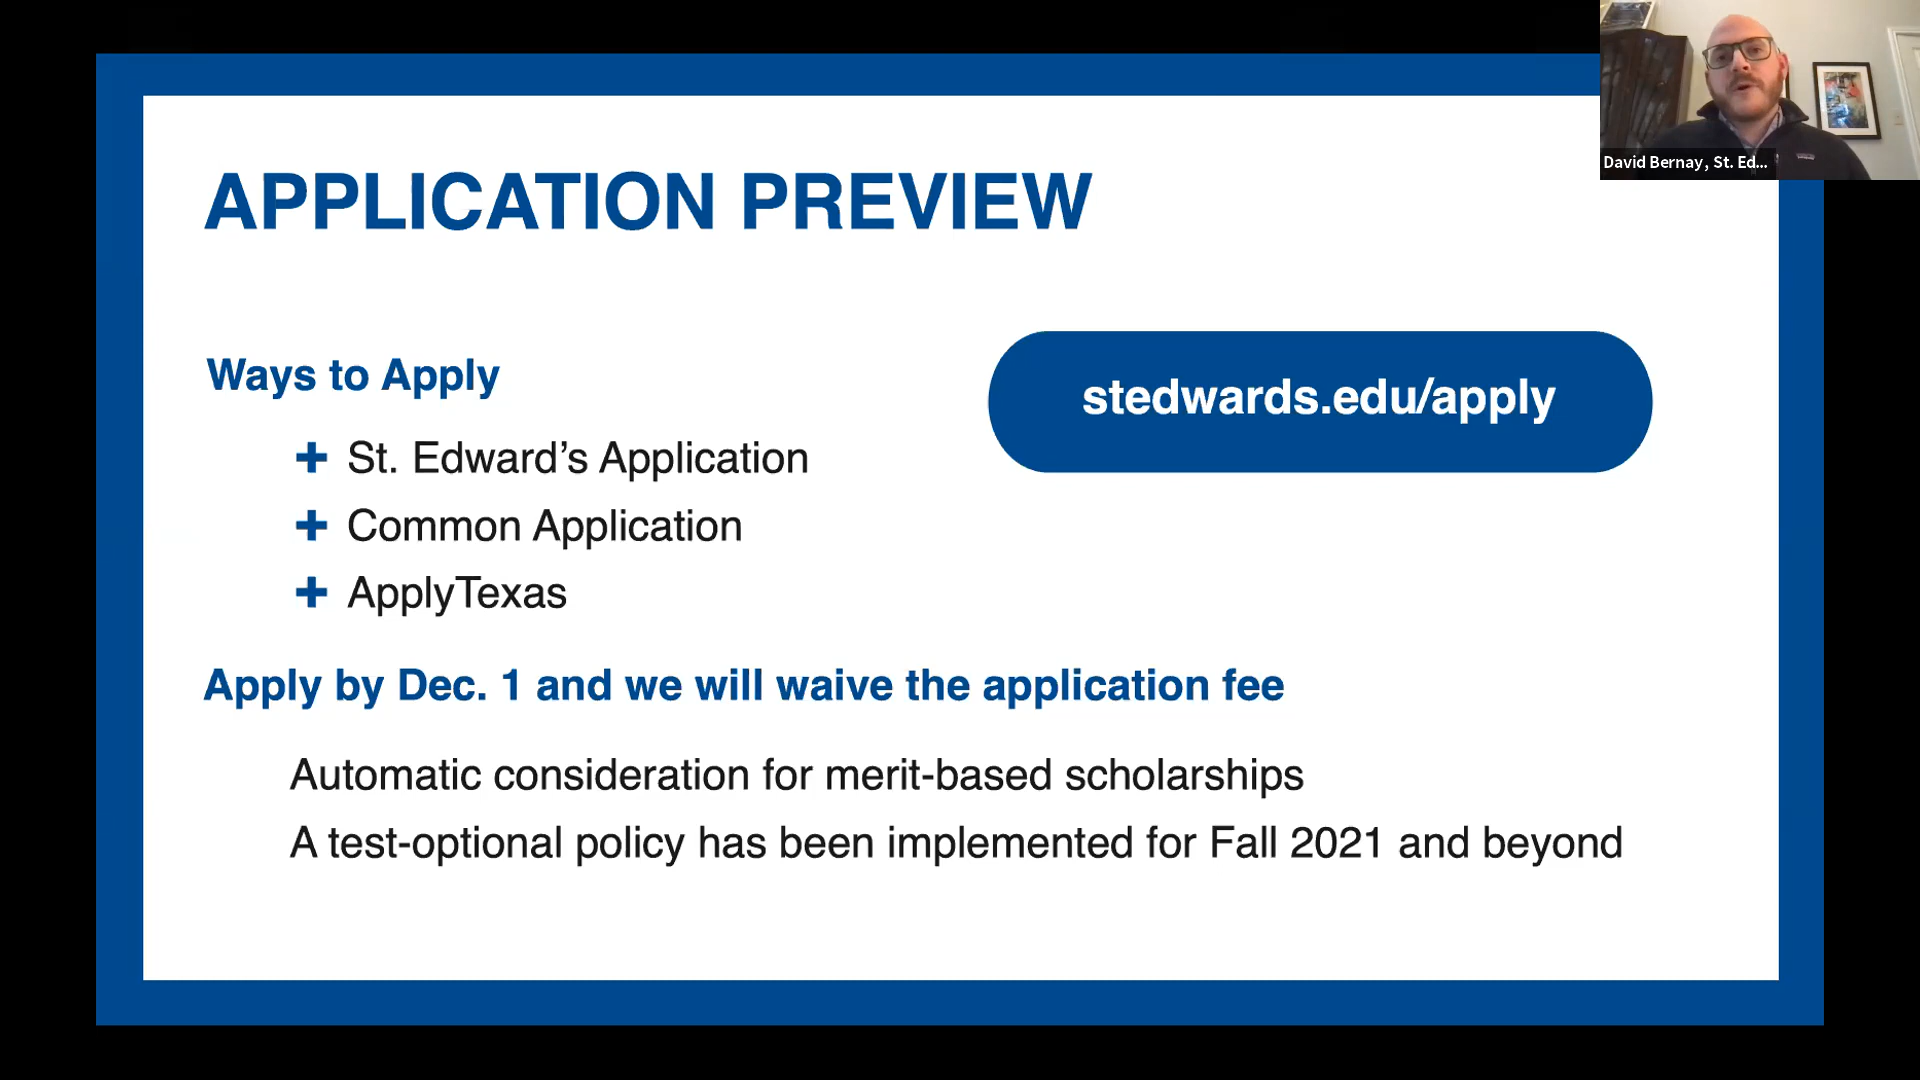 APPLICATION PREVIEW
David Bernay, St. Ed...
Ways to Apply
stedwards.edu/apply
+ St. Edward’s Application
+ Common Application
+ ApplyTexas
Apply by Dec. 1 and we will waive the application fee
Automatic consideration for merit-based scholarships
A test-optional policy has been implemented for Fall 2021 and beyond